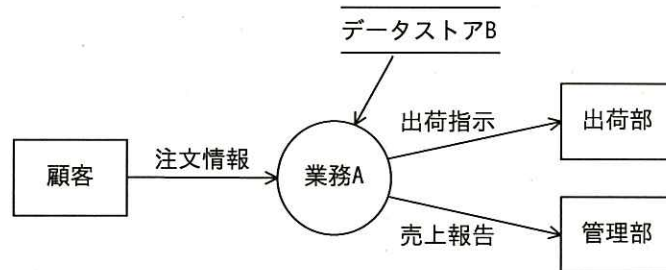 データストアB
出荷指示
出荷部
顧客
注文情報
業務A
売上報告
管理部